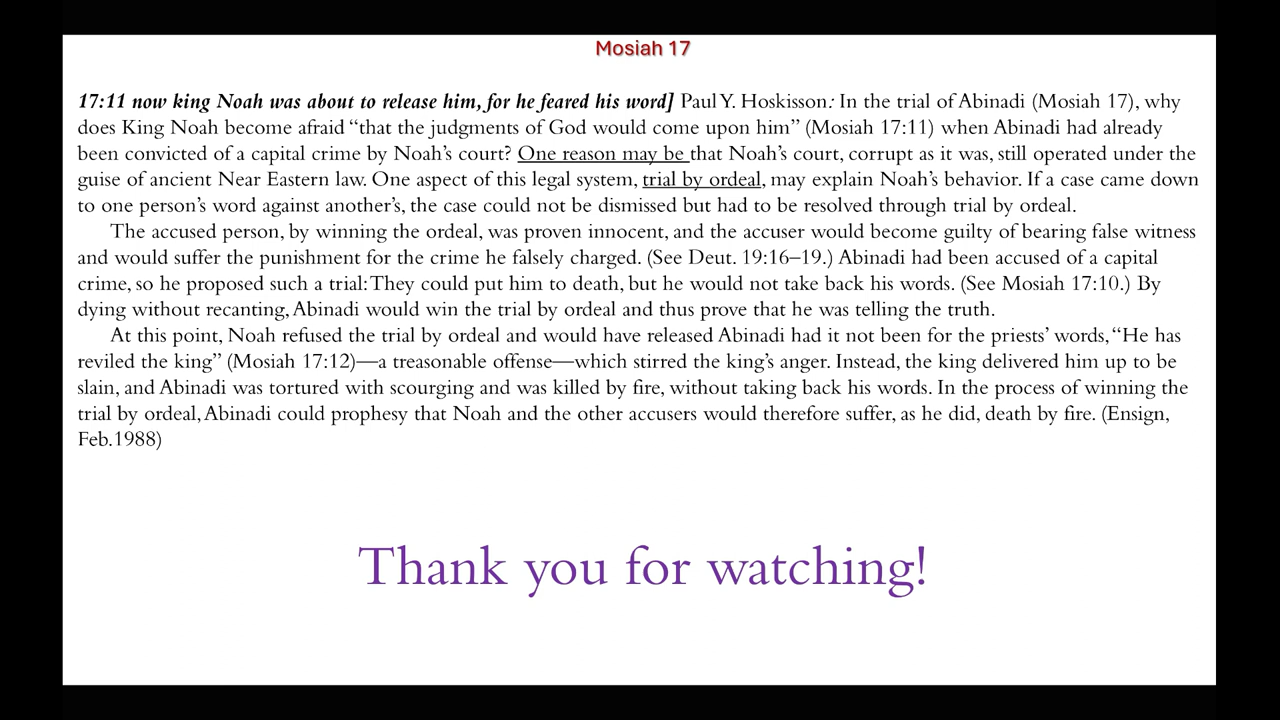 Mosiah 17
17:11 now king Noah was about to release him, for he feared his word] Paul Y. Hoskisson: In the trial of Abinadi (Mosiah 17), why
does King Noah become afraid “that the judgments of God would come upon him” (Mosiah 17:11) when Abinadi had already
been convicted of a capital crime by Noah’s court? One reason may be that Noah’s court, corrupt as it was, still operated under the
guise of ancient Near Eastern law. One aspect of this legal system, trial by ordeal, may explain Noah’s behavior. If a case came down
to one person’s word against another’s, the case could not be dismissed but had to be resolved through trial by ordeal.
The accused person, by winning the ordeal, was proven innocent, and the accuser would become guilty of bearing false witness
and would suffer the punishment for the crime he falsely charged. (See Deut. 19:16–19.) Abinadi had been accused of a capital
crime, so he proposed such a trial: They could put him to death, but he would not take back his words. (See Mosiah 17:10.) By
dying without recanting, Abinadi would win the trial by ordeal and thus prove that he was telling the truth.
At this point, Noah refused the trial by ordeal and would have released Abinadi had it not been for the priests’ words, “He has
reviled the king” (Mosiah 17:12)—a treasonable offense—which stirred the king’s anger. Instead, the king delivered him up to be
slain, and Abinadi was tortured with scourging and was killed by fire, without taking back his words. In the process of winning the
trial by ordeal, Abinadi could prophesy that Noah and the other accusers would therefore suffer, as he did, death by fire. (Ensign,
Feb.1988)
Thank you for watching!